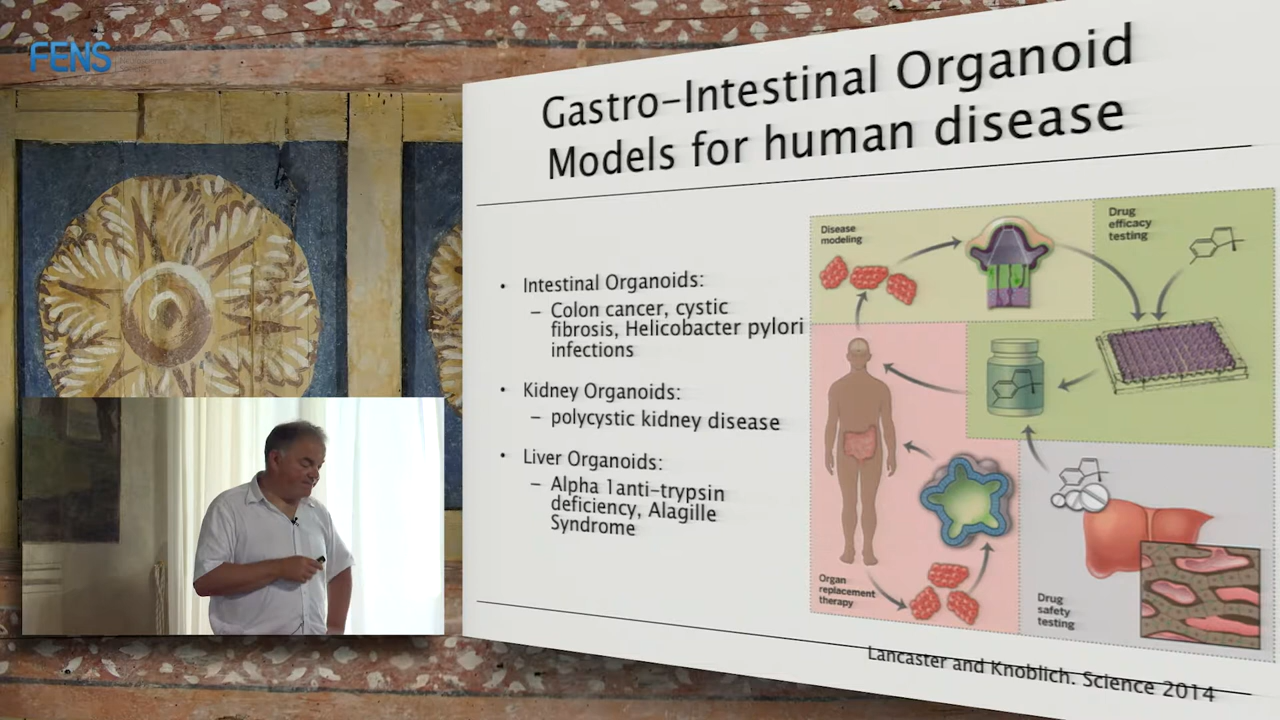 FENS
Gastro-Intestinal Organoid
Models for human disease
• Intestinal Organoids:
– Colon cancer, cystic
fibrosis, Helicobacter pylori
infections
• Kidney Organoids:
– polycystic kidney disease
• Liver Organoids:
– Alpha 1anti-trypsin
deficiency, Alagille
Syndrome
Disease
modeling
Drug
efficacy
testing
Organ
replacement
therapy
Drug
safety
testing
Lancaster and Knoblich. Science 2014